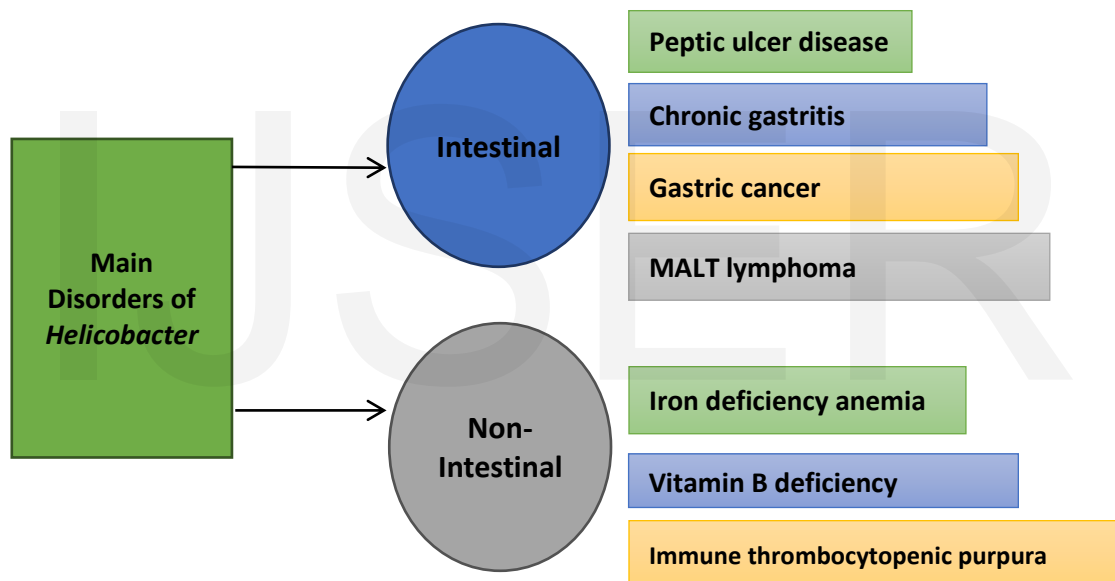 Main
Disorders of
Helicobacter
Intestinal
Peptic ulcer disease
Chronic gastritis
Gastric cancer
MALT lymphoma
Non-
Intestinal
Iron deficiency anemia
Vitamin B deficiency
Immune thrombocytopenic purpura
IJSER